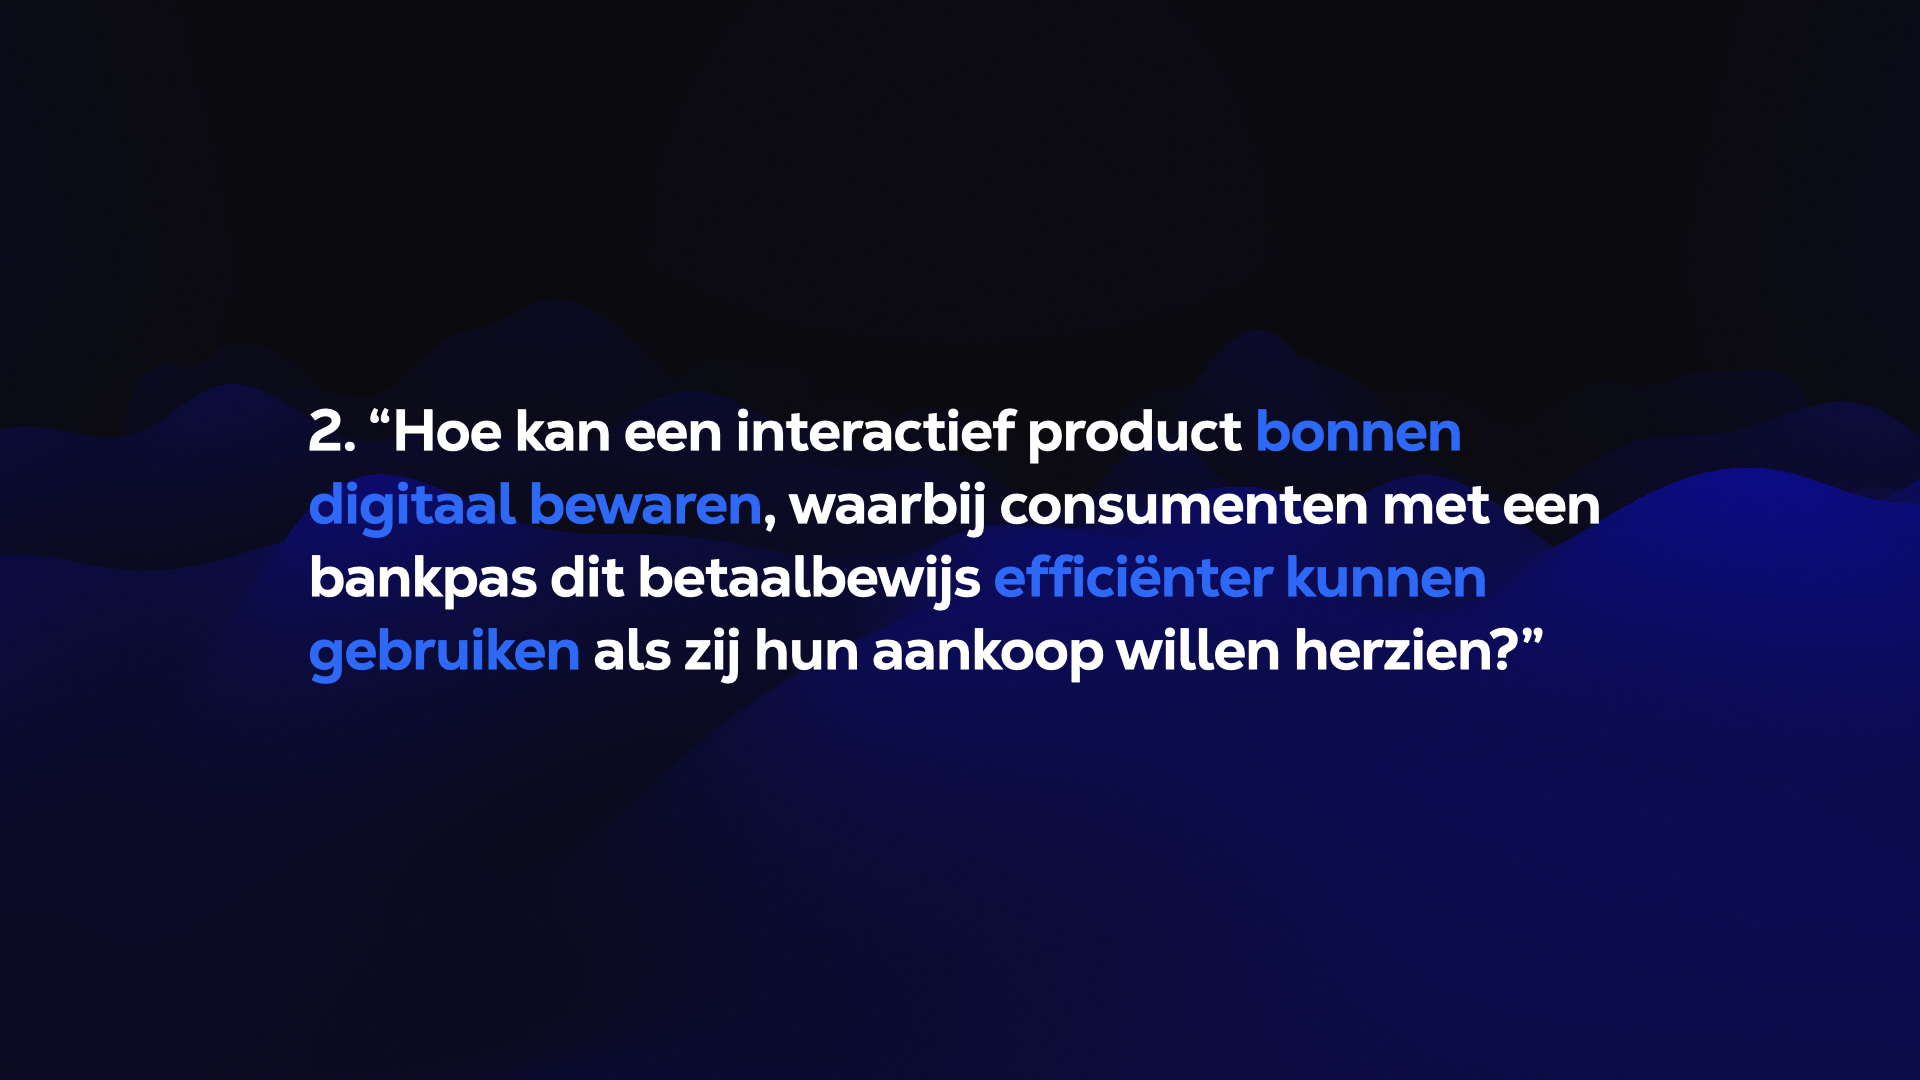 2. “Hoe kan een interactief product bonnen
digitaal bewaren, waarbij consumenten met een
bankpas dit betaalbewijs efficiënter kunnen
gebruiken als zij hun aankoop willen herzien?”